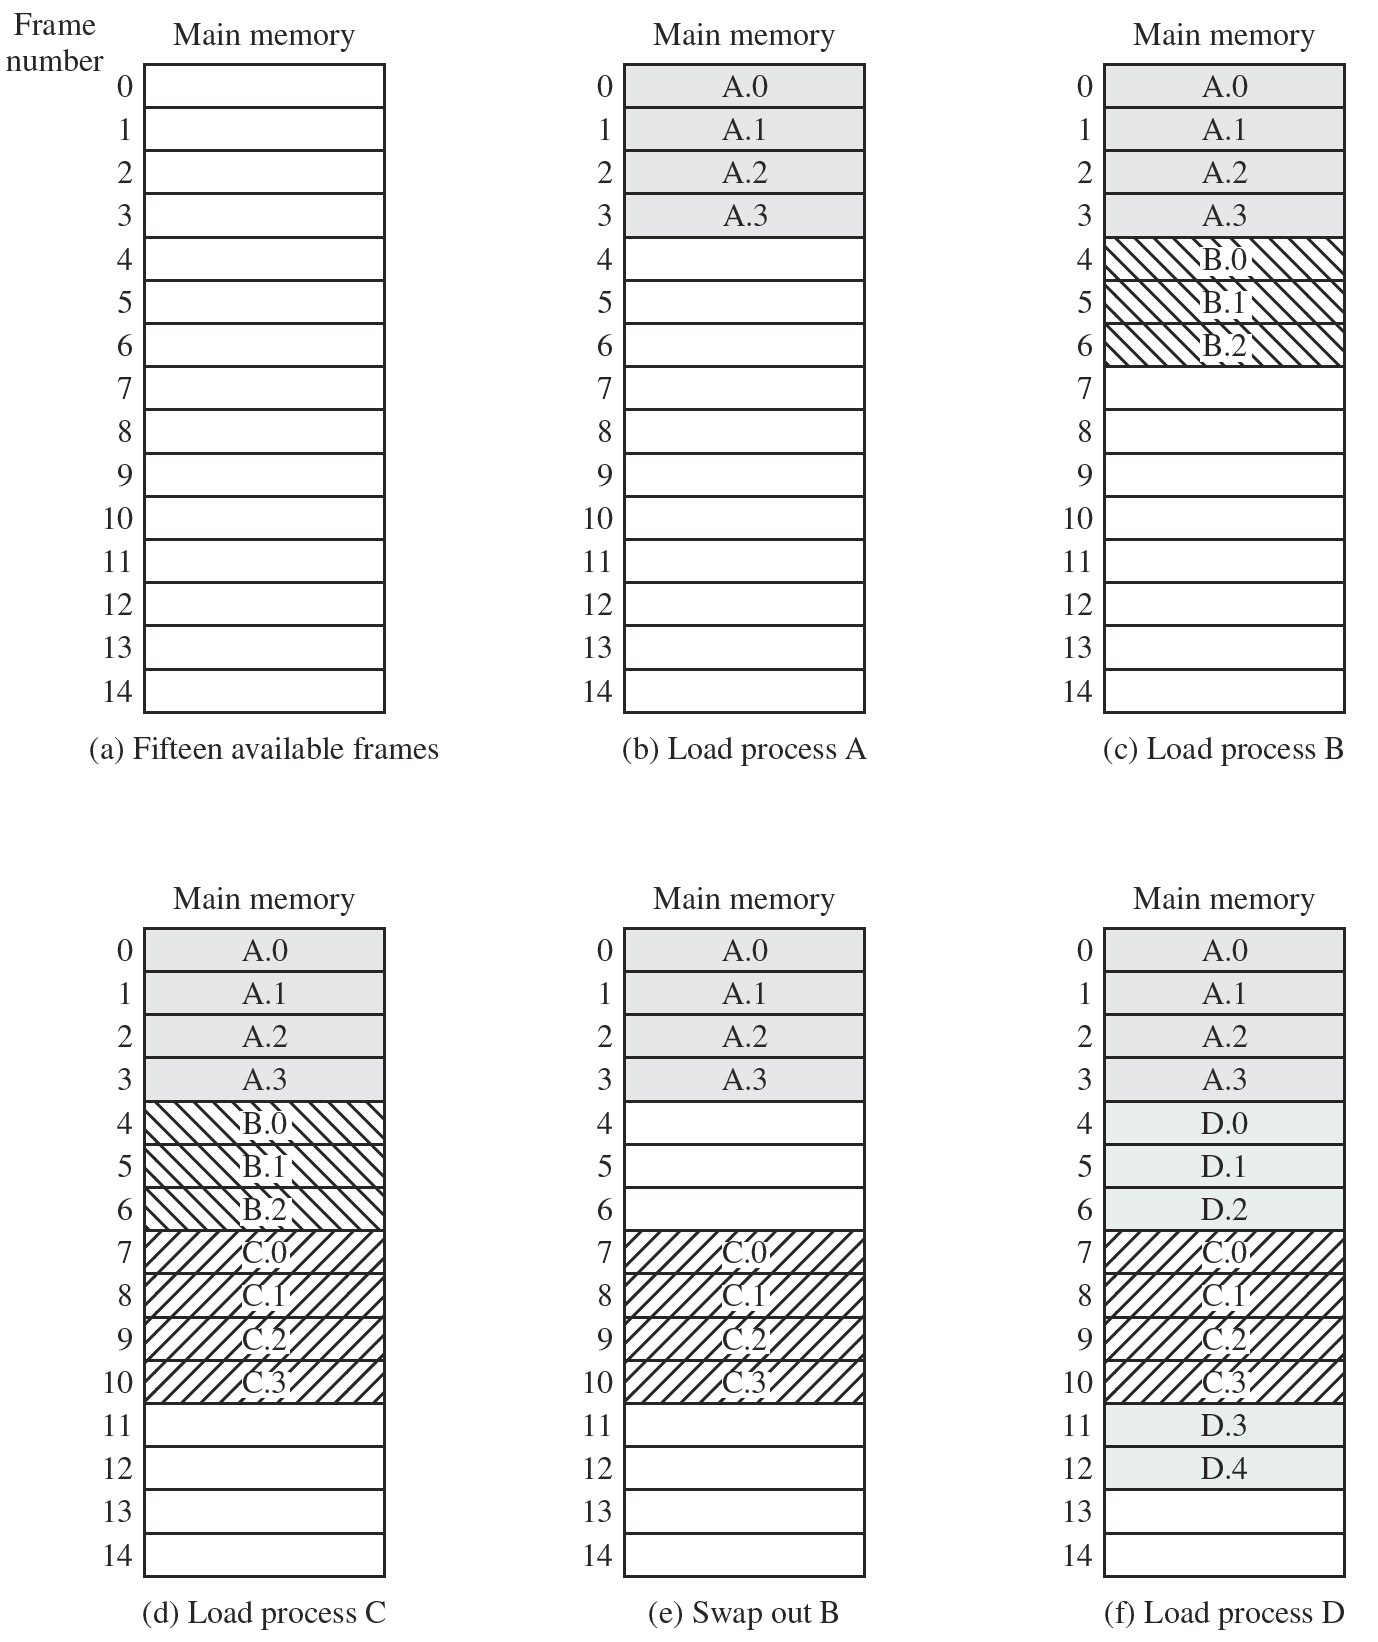 Frame
number
Main memory
0
1
2
3
4
5
6
7
8
9
10
11
12
13
14
(a) Fifteen available frames
Main memory
0 A.0
1 A.1
2 A.2
3 A.3
4
5
6
7
8
9
10
11
12
13
14
(b) Load process A
Main memory
0 A.0
1 A.1
2 A.2
3 A.3
4 B.0
5 B.1
6 B.2
7
8
9
10
11
12
13
14
(c) Load process B
Main memory
0 A.0
1 A.1
2 A.2
3 A.3
4 B.0
5 B.1
6 B.2
7 C.0
8 C.1
9 C.2
10 C.3
11
12
13
14
(d) Load process C
Main memory
0 A.0
1 A.1
2 A.2
3 A.3
4
5
6
7 C.0
8 C.1
9 C.2
10 C.3
11
12
13
14
(e) Swap out B
Main memory
0 A.0
1 A.1
2 A.2
3 A.3
4 D.0
5 D.1
6 D.2
7 C.0
8 C.1
9 C.2
10 C.3
11 D.3
12 D.4
13
14
(f) Load process D